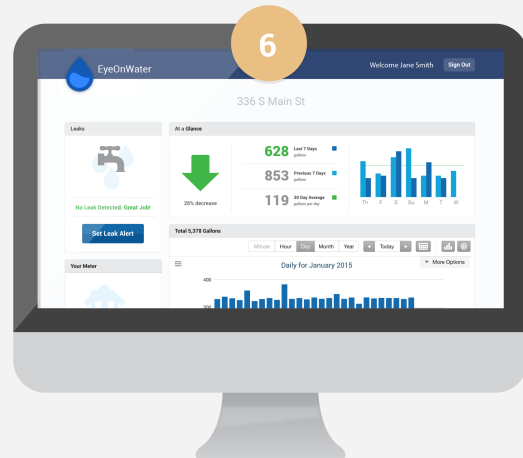 6
EyeOnWater
Welcome Jane Smith
Sign Out
336 S Main St
Leaks
No Leak Detected. Great Job!
Set Leak Alert
Your Meter
At a Glance
26% decrease
628 Last 7 Days
gallons
853 Previous 7 Days
gallons
119 30 Day Average
gallons per day
Th F S Su M T W
Total 5,378 Gallons
Minute Hour Day Month Year Today
Daily for January 2015
More Options
400
200